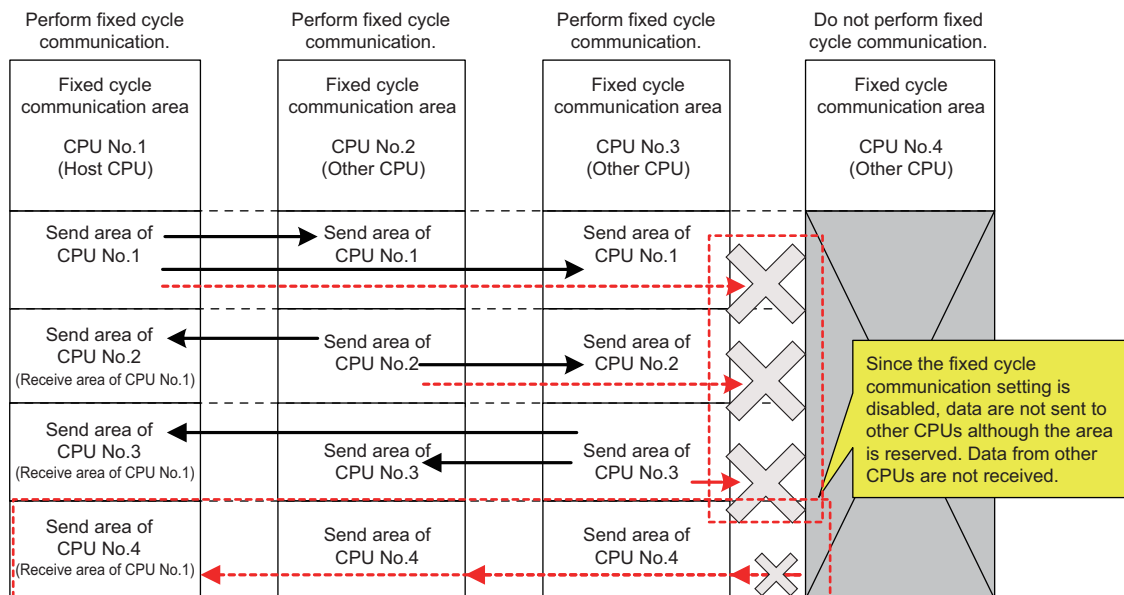 Perform fixed cycle
communication.
Perform fixed cycle
communication.
Perform fixed cycle
communication.
Do not perform fixed
cycle communication.
Fixed cycle
communication area
CPU No.1
(Host CPU)
Fixed cycle
communication area
CPU No.2
(Other CPU)
Fixed cycle
communication area
CPU No.3
(Other CPU)
Fixed cycle
communication area
CPU No.4
(Other CPU)
Send area of
CPU No.1
Send area of
CPU No.1
Send area of
CPU No.1
Send area of
CPU No.2
(Receive area of CPU No.1)
Send area of
CPU No.2
Send area of
CPU No.2
Since the fixed cycle
communication setting is
disabled, data are not sent to
other CPUs although the area
is reserved. Data from other
CPUs are not received.
Send area of
CPU No.3
(Receive area of CPU No.1)
Send area of
CPU No.3
Send area of
CPU No.3
Send area of
CPU No.4
(Receive area of CPU No.1)
Send area of
CPU No.4
Send area of
CPU No.4